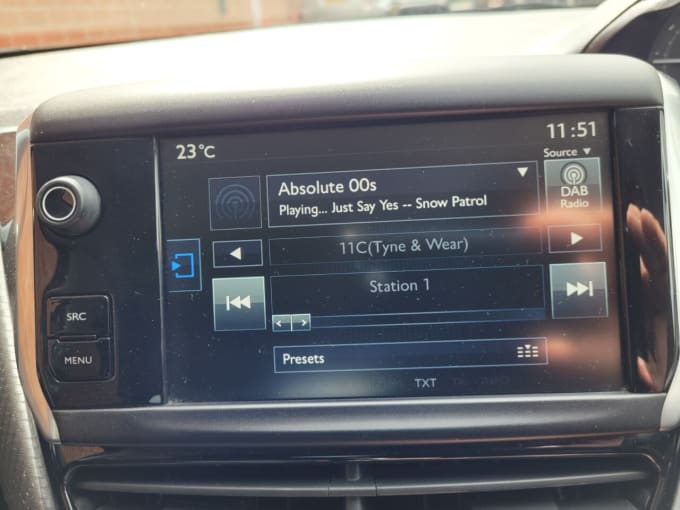 23°C
11:51
Source ▼
Absolute 00s
Playing... Just Say Yes -- Snow Patrol
DAB
Radio
11C(Tyne & Wear)
Station 1
SRC
MENU
Presets
TXT